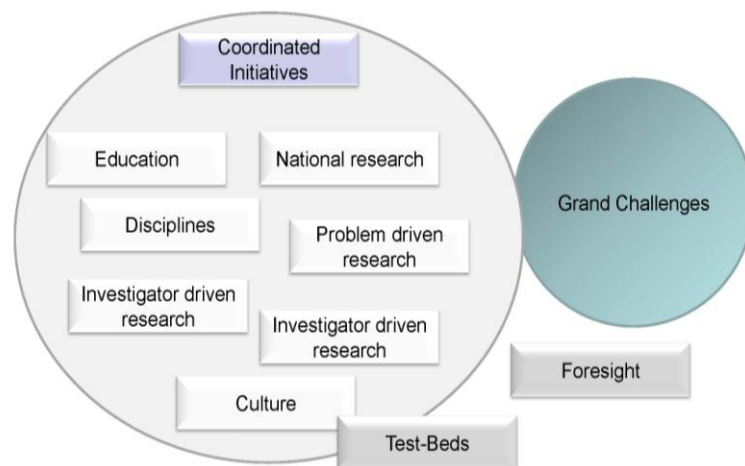 Coordinated
Initiatives
Education
National research
Disciplines
Problem driven
research
Grand Challenges
Investigator driven
research
Investigator driven
research
Foresight
Culture
Test-Beds